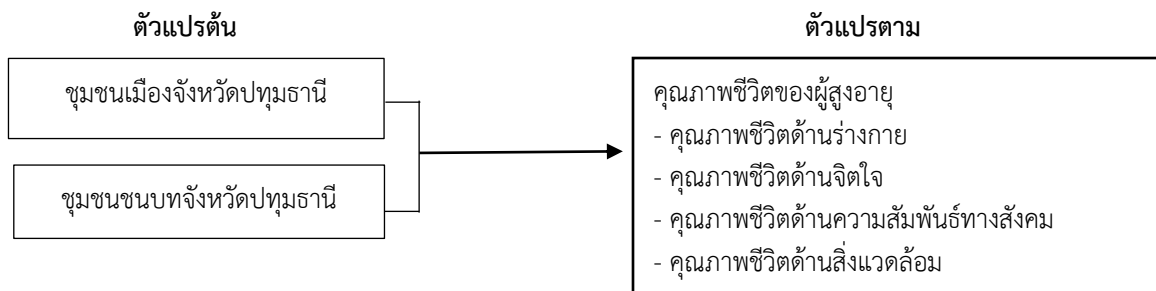 ตัวแปรต้น
ตัวแปรตาม
ชุมชนเมืองจังหวัดปทุมธานี
ชุมชนชนบทจังหวัดปทุมธานี
คุณภาพชีวิตของผู้สูงอายุ
- คุณภาพชีวิตด้านร่างกาย
- คุณภาพชีวิตด้านจิตใจ
- คุณภาพชีวิตด้านความสัมพันธ์ทางสังคม
- คุณภาพชีวิตด้านสิ่งแวดล้อม